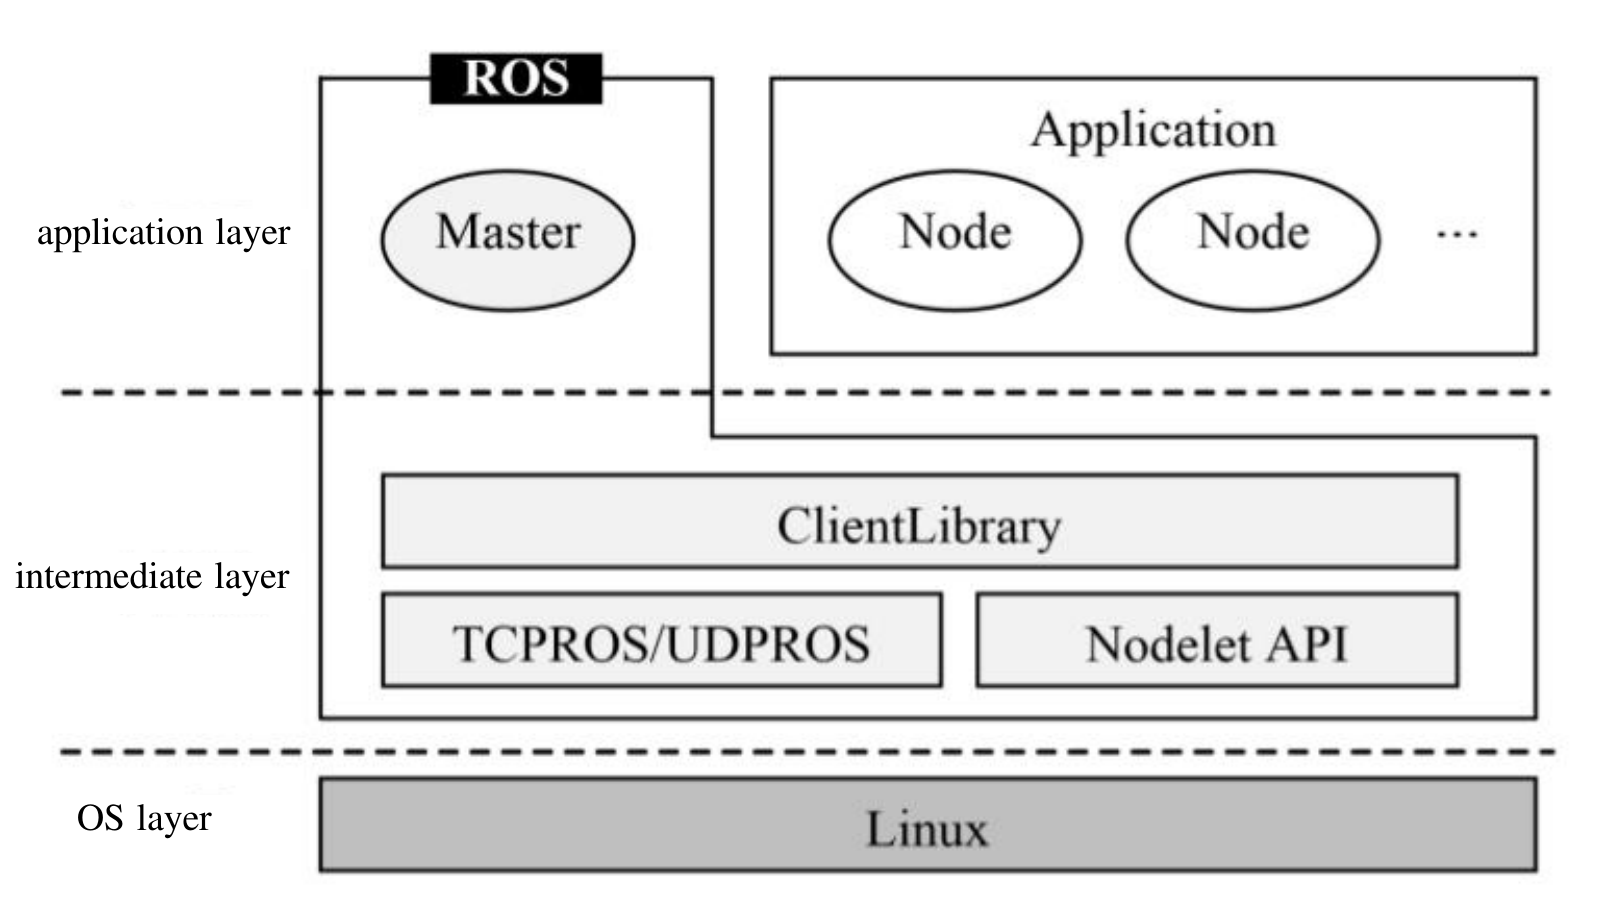 ROS
Application
application layer
Master
Node
Node
...
ClientLibrary
intermediate layer
TCPROS/UDPROS
Nodelet API
OS layer
Linux